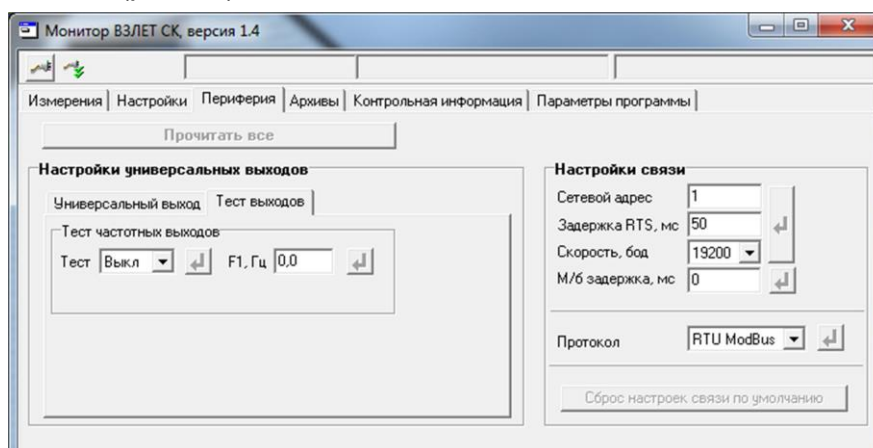 Монитор ВЗЛЕТ СК, версия 1.4
Измерения Настройки Периферия Архивы Контрольная информация Параметры программы
Прочитать все
Настройки универсальных выходов
Универсальный выход Тест выходов
Тест частотных выходов
Тест Выкл F1, Гц 0,0
Настройки связи
Сетевой адрес 1
Задержка RTS, мс 50
Скорость, бод 19200
М/б задержка, мс 0
Протокол RTU ModBus
Сброс настроек связи по умолчанию